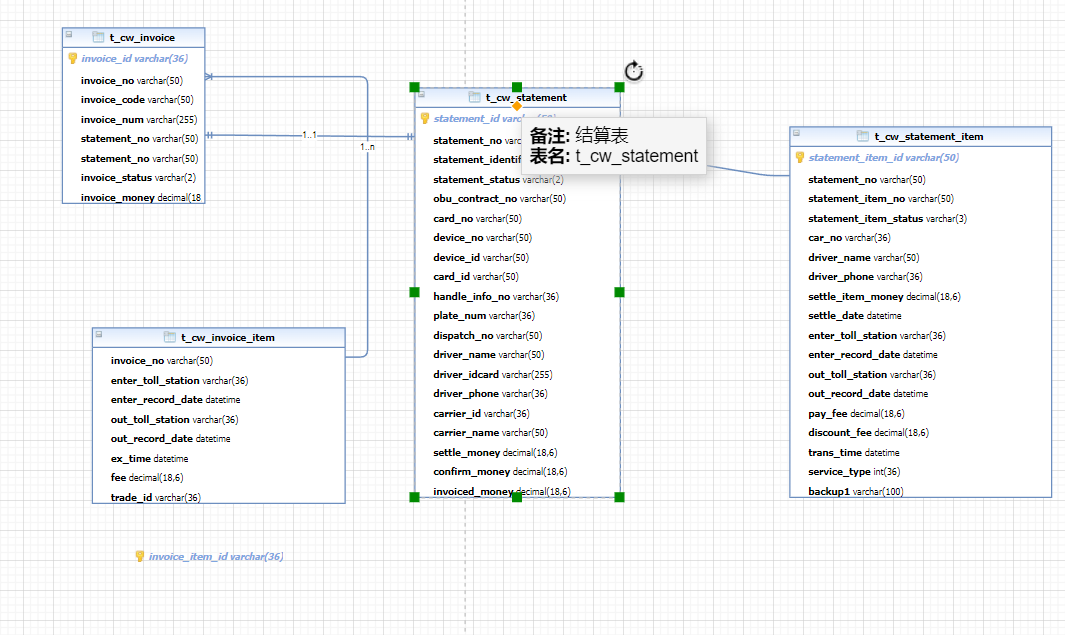 t_cw_invoice
invoice_id varchar(36)
invoice_no varchar(50)
invoice_code varchar(50)
invoice_num varchar(255)
statement_no varchar(50)
statement_no varchar(50)
invoice_status varchar(2)
invoice_money decimal(18
1..1
1..n
t_cw_invoice_item
invoice_no varchar(50)
enter_toll_station varchar(36)
enter_record_date datetime
out_toll_station varchar(36)
out_record_date datetime
ex_time datetime
fee decimal(18,6)
trade_id varchar(36)
invoice_item_id varchar(36)
t_cw_statement
statement_id
statement_no
statement_identif
statement_status varchar(2)
obu_contract_no varchar(50)
card_no varchar(50)
device_no varchar(50)
device_id varchar(50)
card_id varchar(50)
handle_info_no varchar(36)
plate_num varchar(36)
dispatch_no varchar(50)
driver_name varchar(50)
driver_idcard varchar(255)
driver_phone varchar(36)
carrier_id varchar(36)
carrier_name varchar(50)
settle_money decimal(18,6)
confirm_money decimal(18,6)
invoiced_money decimal(18,6)
备注: 结算表
表名: t_cw_statement
t_cw_statement_item
statement_item_id varchar(50)
statement_no varchar(50)
statement_item_no varchar(50)
statement_item_status varchar(3)
car_no varchar(36)
driver_name varchar(50)
driver_phone varchar(36)
settle_item_money decimal(18,6)
settle_date datetime
enter_toll_station varchar(36)
enter_record_date datetime
out_toll_station varchar(36)
out_record_date datetime
pay_fee decimal(18,6)
discount_fee decimal(18,6)
trans_time datetime
service_type int(36)
backup1 varchar(100)